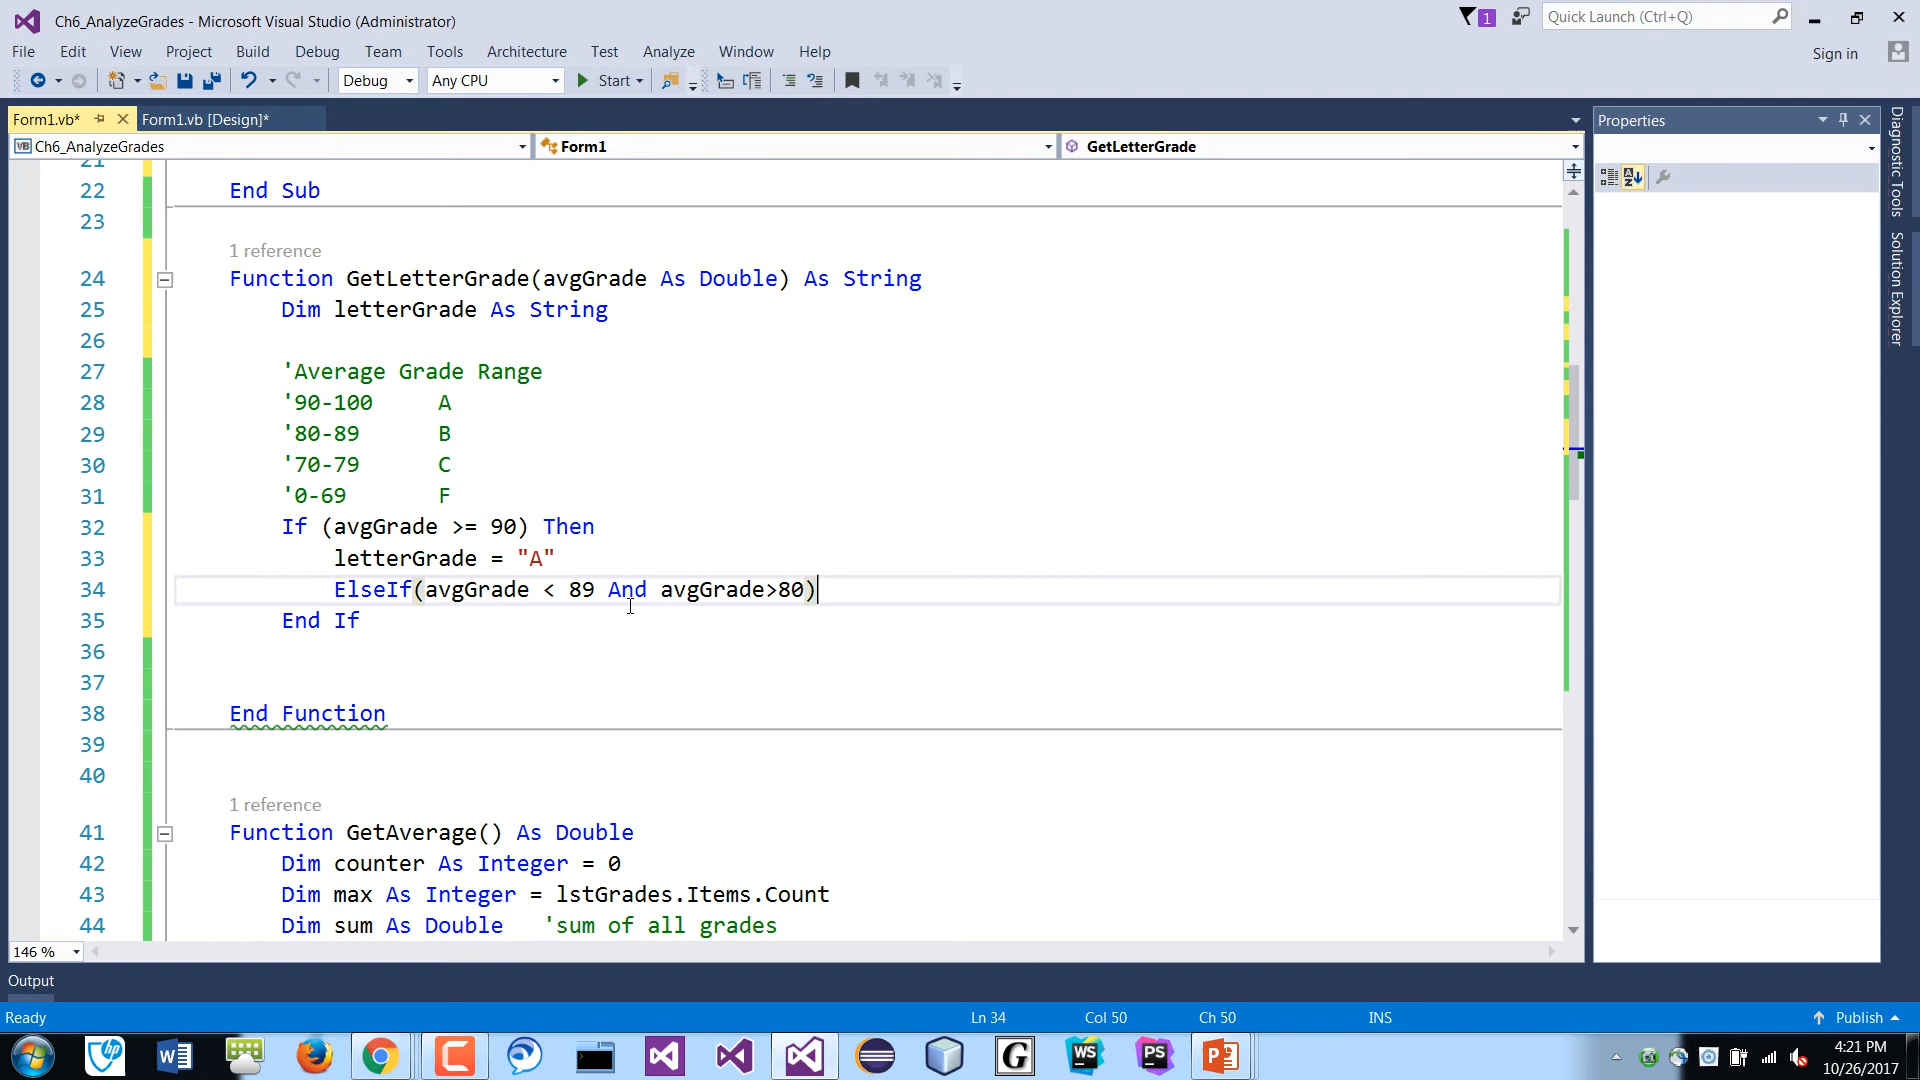 Ch6_AnalyzeGrades - Microsoft Visual Studio (Administrator)
1
Quick Launch (Ctrl+Q)
File Edit View Project Build Debug Team Tools Architecture Test Analyze Window Help
Sign in
Debug Any CPU Start
Form1.vb* Form1.vb [Design]*
Properties
VB Ch6_AnalyzeGrades Form1 GetLetterGrade
Diagnostic Tools
Solution Explorer
21
22 End Sub
23
1 reference
24 Function GetLetterGrade(avgGrade As Double) As String
25 Dim letterGrade As String
26
27 'Average Grade Range
28 '90-100 A
29 '80-89 B
30 '70-79 C
31 '0-69 F
32 If (avgGrade >= 90) Then
33 letterGrade = "A"
34 ElseIf(avgGrade < 89 And avgGrade>80)
35 End If
36
37
38 End Function
39
40
1 reference
41 Function GetAverage() As Double
42 Dim counter As Integer = 0
43 Dim max As Integer = lstGrades.Items.Count
44 Dim sum As Double 'sum of all grades
146 %
Output
Ready Ln 34 Col 50 Ch 50 INS Publish
hp W G WS PS P
4:21 PM
10/26/2017